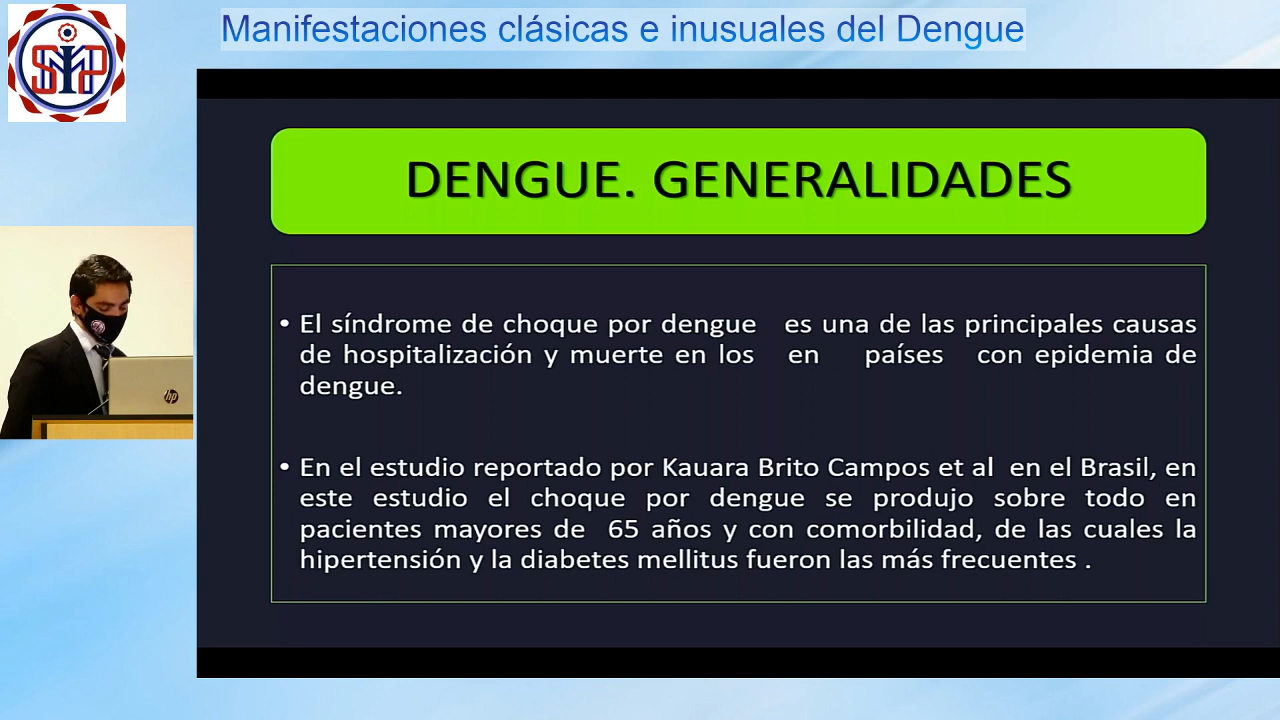 Manifestaciones clásicas e inusuales del Dengue
SMIP
DENGUE. GENERALIDADES
• El síndrome de choque por dengue es una de las principales causas
de hospitalización y muerte en los en países con epidemia de
dengue.
• En el estudio reportado por Kauara Brito Campos et al en el Brasil, en
este estudio el choque por dengue se produjo sobre todo en
pacientes mayores de 65 años y con comorbilidad, de las cuales la
hipertensión y la diabetes mellitus fueron las más frecuentes .
hp